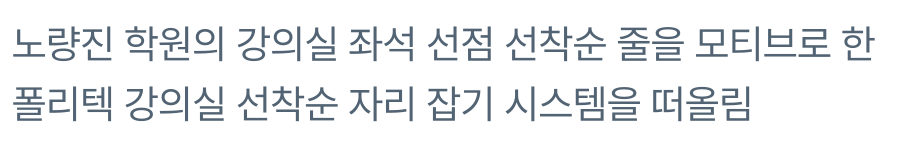 노량진 학원의 강의실 좌석 선점 선착순 줄을 모티브로 한
폴리텍 강의실 선착순 자리 잡기 시스템을 떠올림